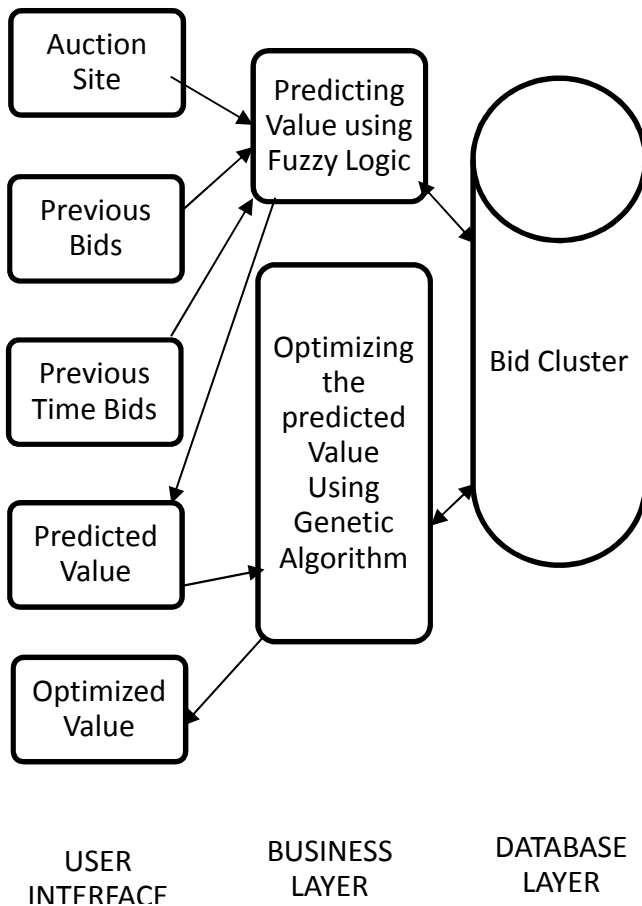 Auction
Site
Predicting
Value using
Fuzzy Logic
Previous
Bids
Previous
Time Bids
Optimizing
the
predicted
Value
Using
Genetic
Algorithm
Bid Cluster
Predicted
Value
Optimized
Value
USER
INTERFACE
BUSINESS
LAYER
DATABASE
LAYER